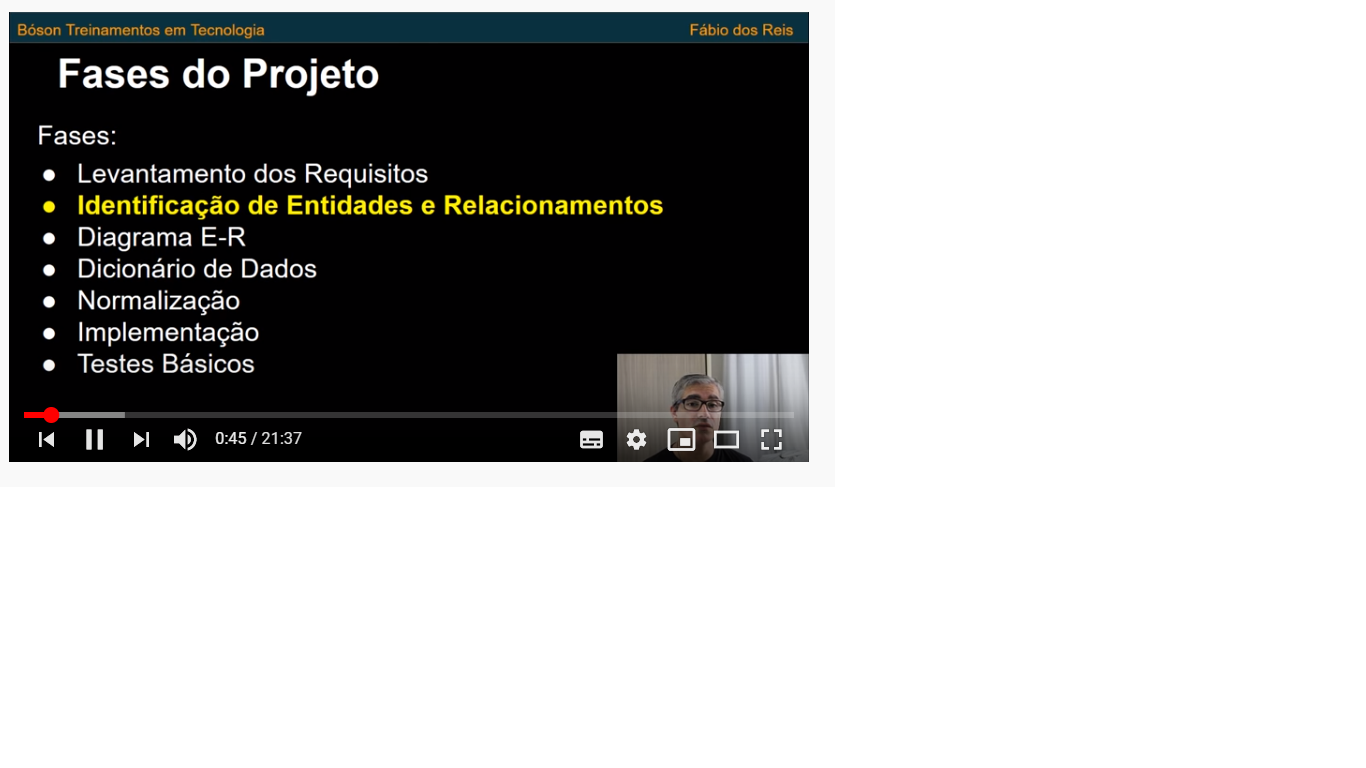 Bóson Treinamentos em Tecnologia
Fábio dos Reis
Fases do Projeto
Fases:
● Levantamento dos Requisitos
● Identificação de Entidades e Relacionamentos
● Diagrama E-R
● Dicionário de Dados
● Normalização
● Implementação
● Testes Básicos
0:45 / 21:37